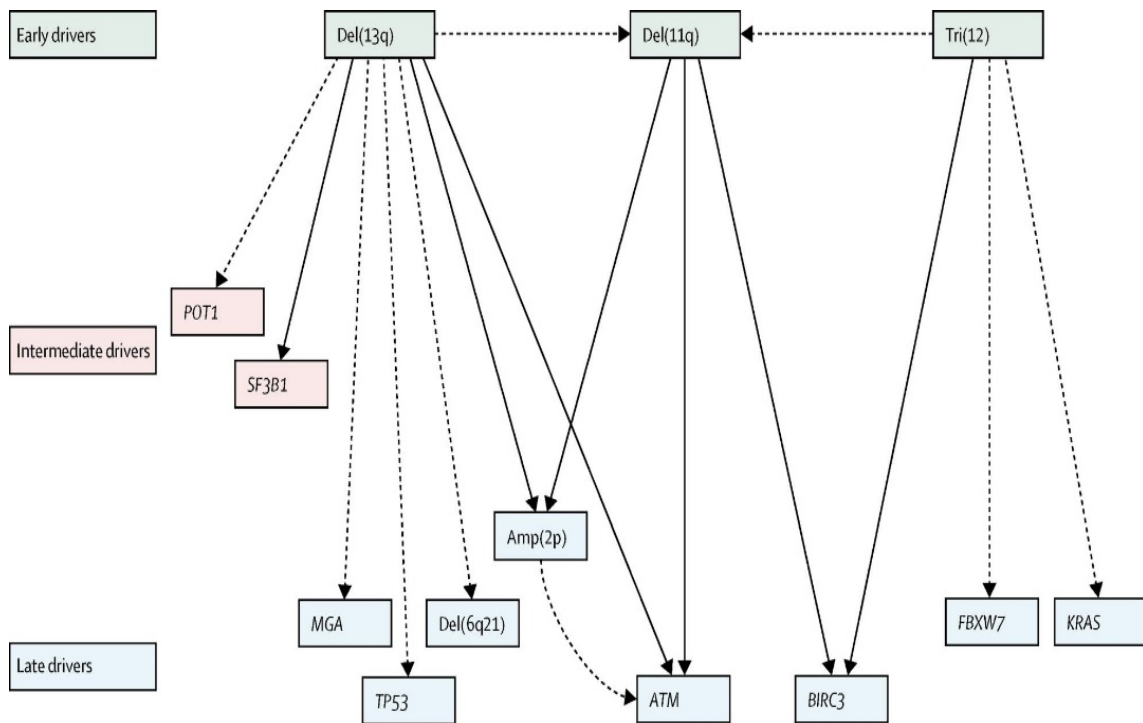 Early drivers
Del(13q)
Del(11q)
Tri(12)
POT1
Intermediate drivers
SF3B1
Amp(2p)
MGA
Del(6q21)
FBXW7
KRAS
Late drivers
TP53
ATM
BIRC3